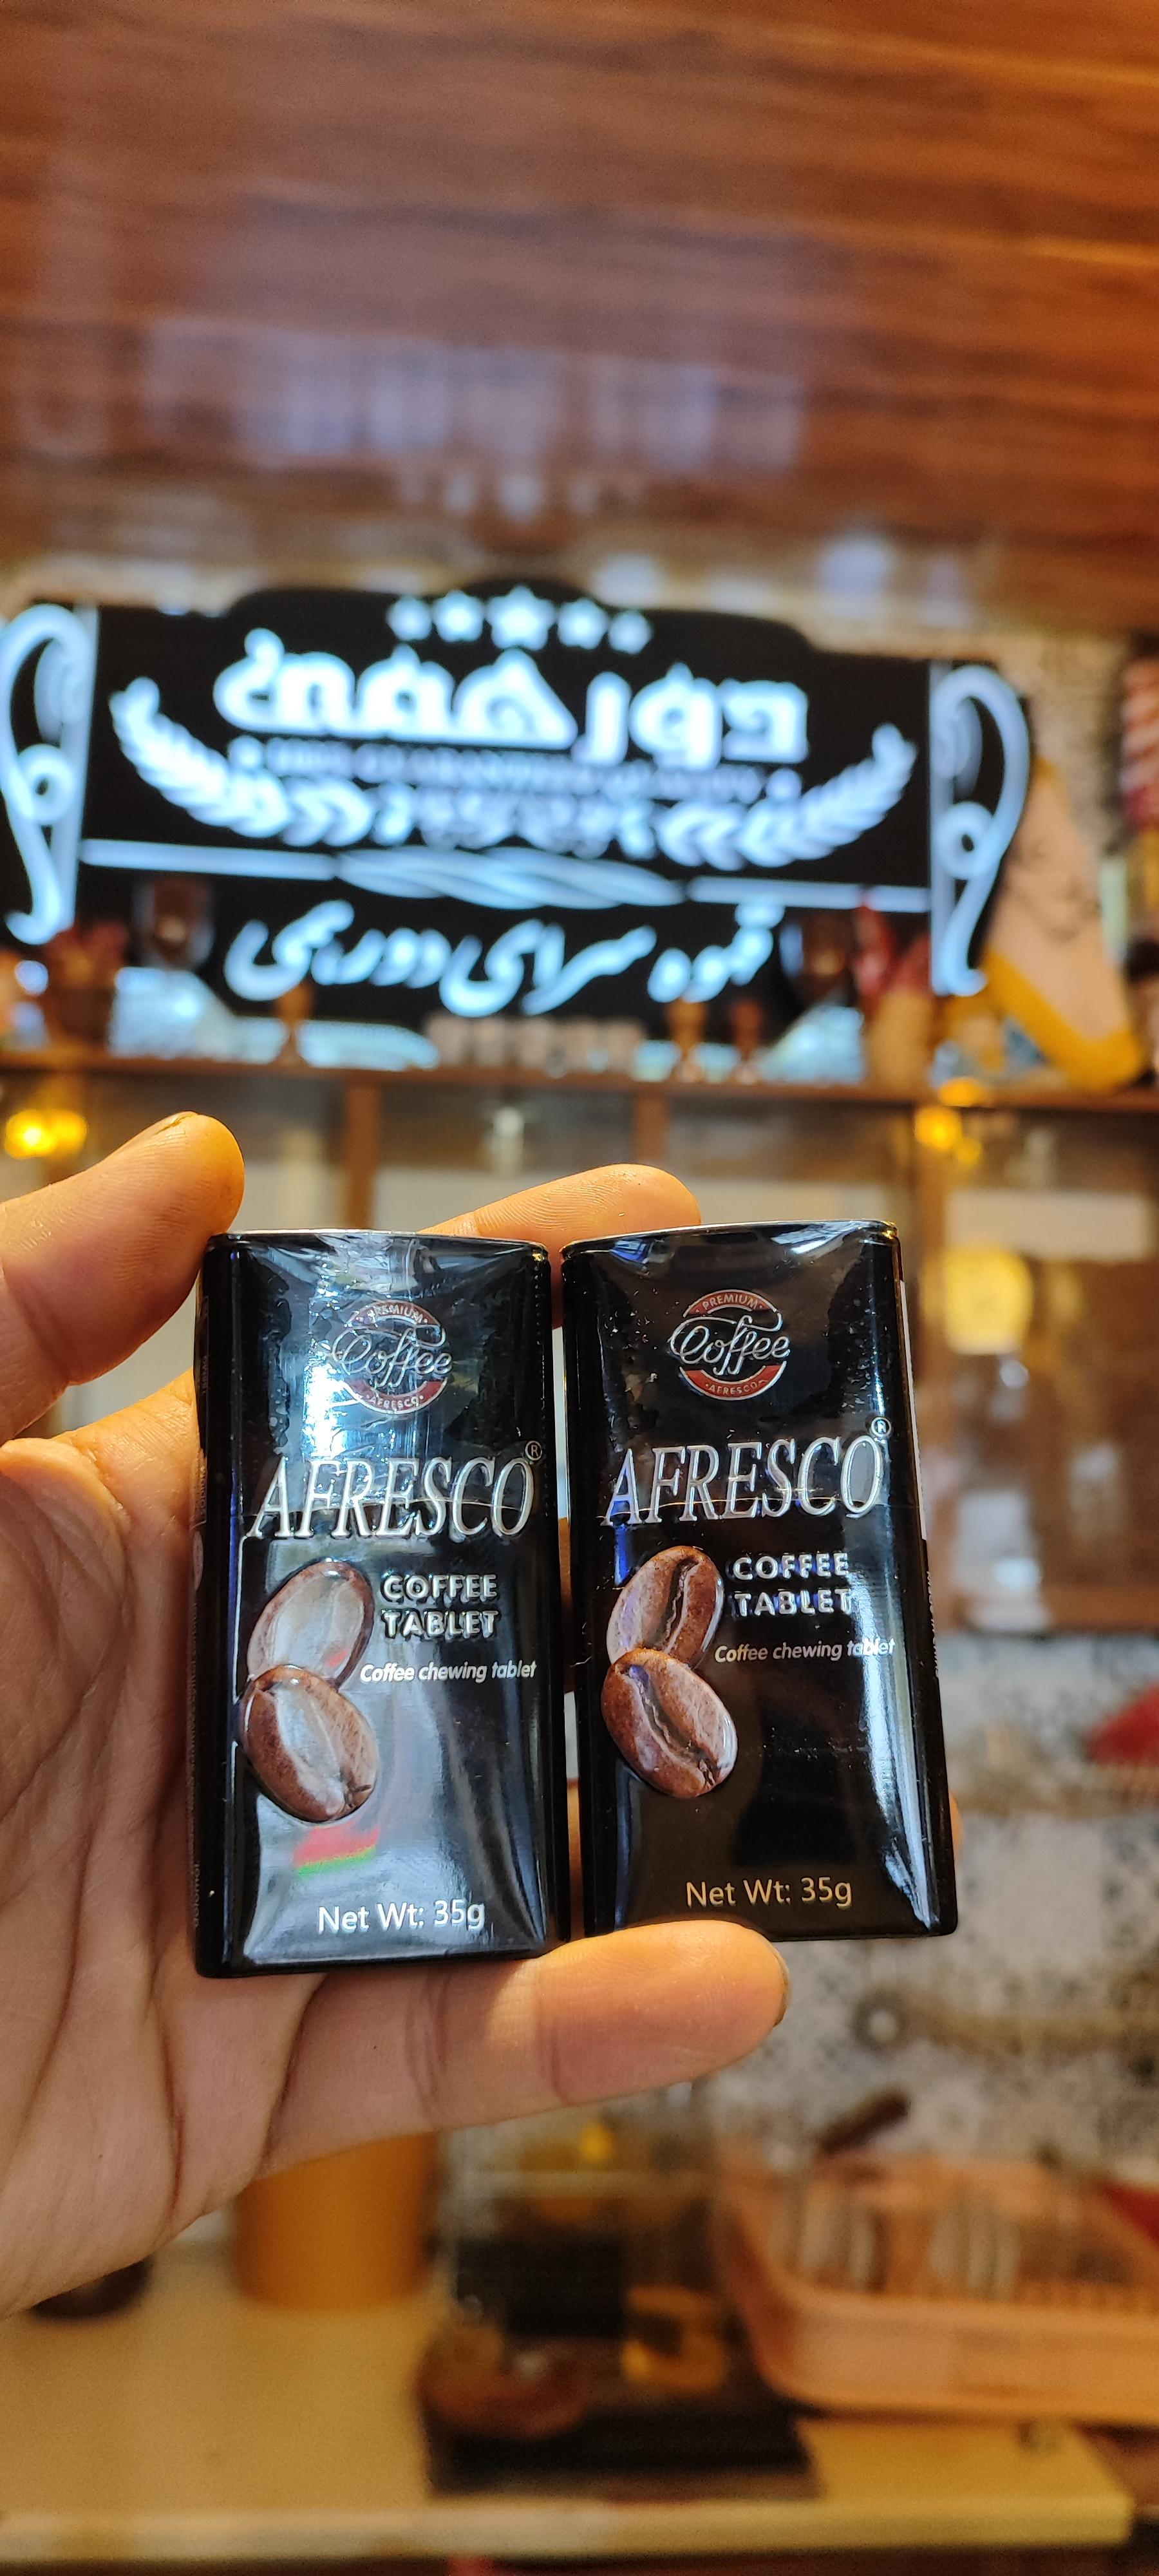 دورهمی
قهوه سرای دورهمی
PREMIUM
Coffee
AFRESCO
AFRESCO®
COFFEE
TABLET
Coffee chewing tablet
Net Wt: 35g
PREMIUM
Coffee
AFRESCO
AFRESCO®
COFFEE
TABLET
Coffee chewing tablet
Net Wt: 35g